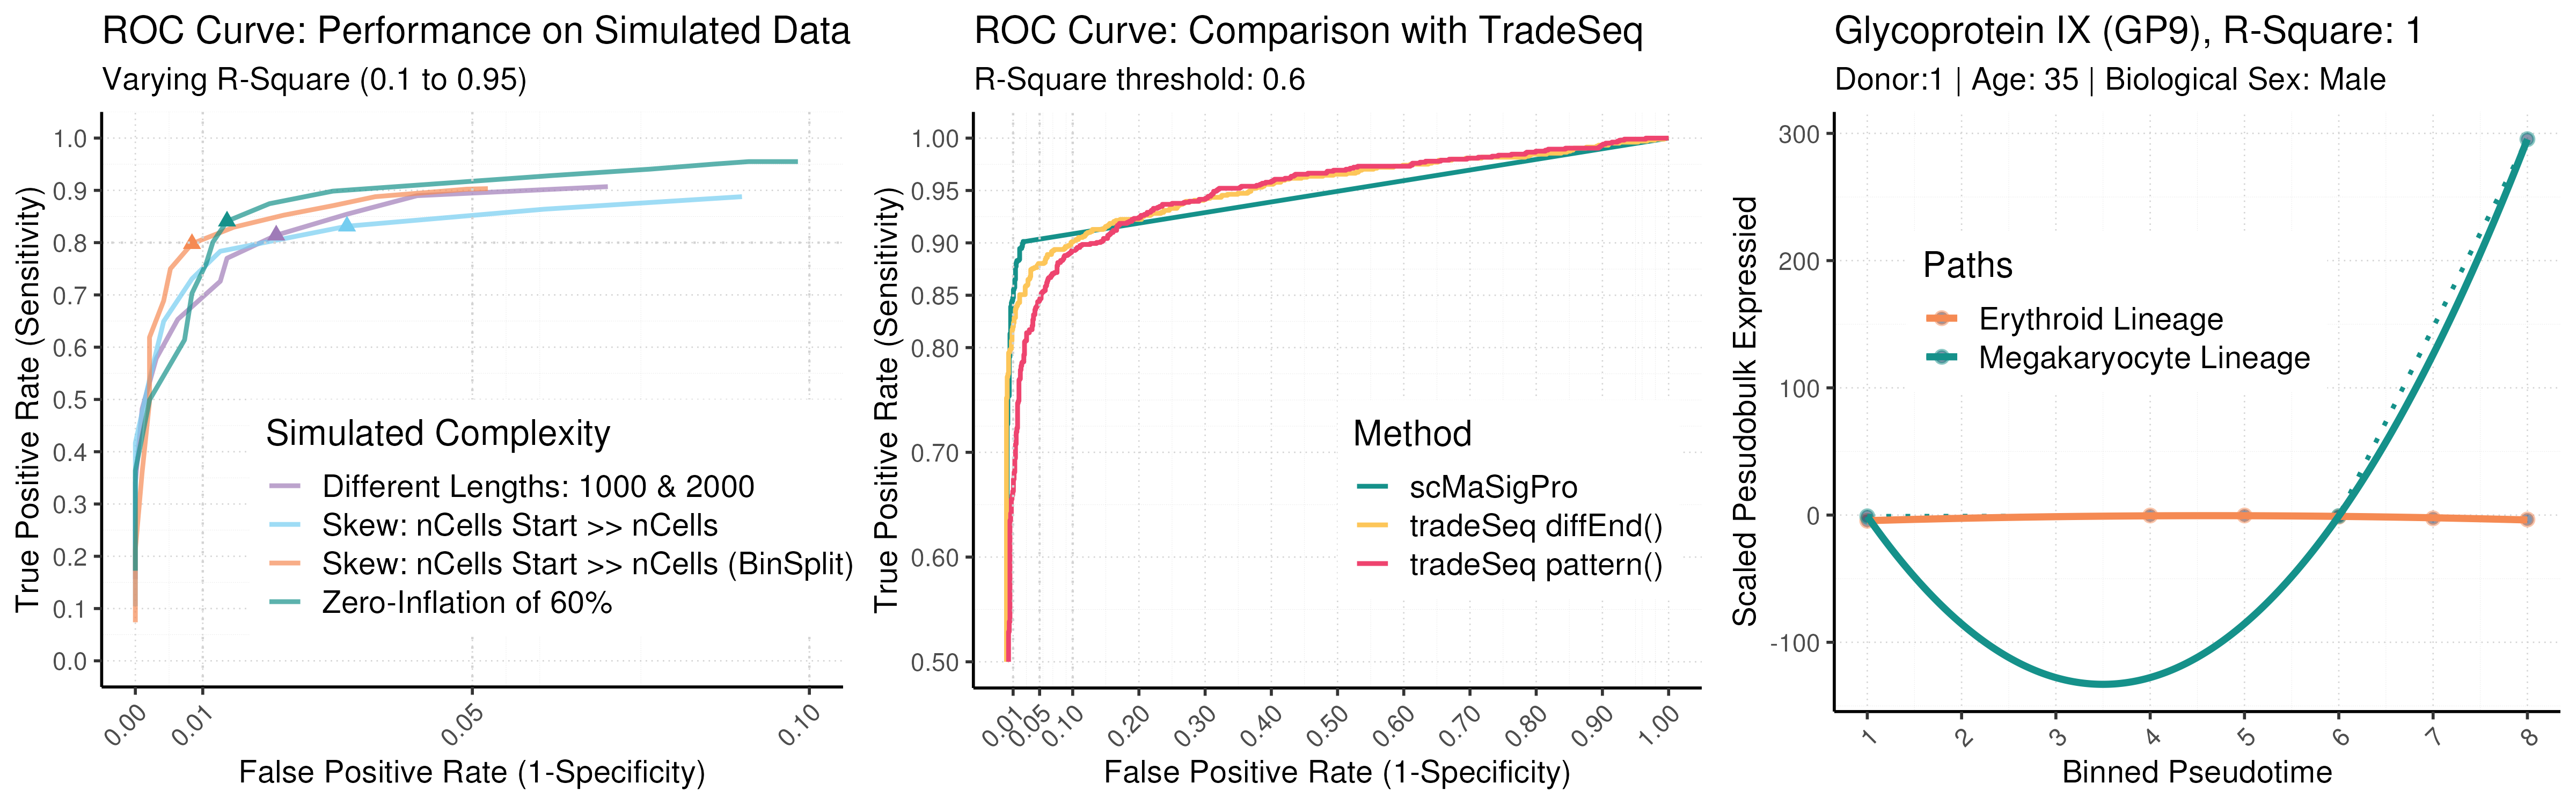 ROC Curve: Performance on Simulated Data
Varying R-Square (0.1 to 0.95)
True Positive Rate (Sensitivity)
1.0
0.9
0.8
0.7
0.6
0.5
0.4
0.3
0.2
0.1
0.0
Simulated Complexity
Different Lengths: 1000 & 2000
Skew: nCells Start >> nCells
Skew: nCells Start >> nCells (BinSplit)
Zero-Inflation of 60%
0.00
0.01
0.05
0.10
False Positive Rate (1-Specificity)
ROC Curve: Comparison with TradeSeq
R-Square threshold: 0.6
True Positive Rate (Sensitivity)
1.00
0.95
0.90
0.85
0.80
0.70
0.60
0.50
Method
scMaSigPro
tradeSeq diffEnd()
tradeSeq pattern()
0.01
0.05
0.10
0.20
0.30
0.40
0.50
0.60
0.70
0.80
0.90
1.00
False Positive Rate (1-Specificity)
Glycoprotein IX (GP9), R-Square: 1
Donor:1 | Age: 35 | Biological Sex: Male
Scaled Pesudobulk Expressied
300
200
100
0
-100
Paths
Erythroid Lineage
Megakaryocyte Lineage
1
2
3
4
5
6
7
8
Binned Pseudotime